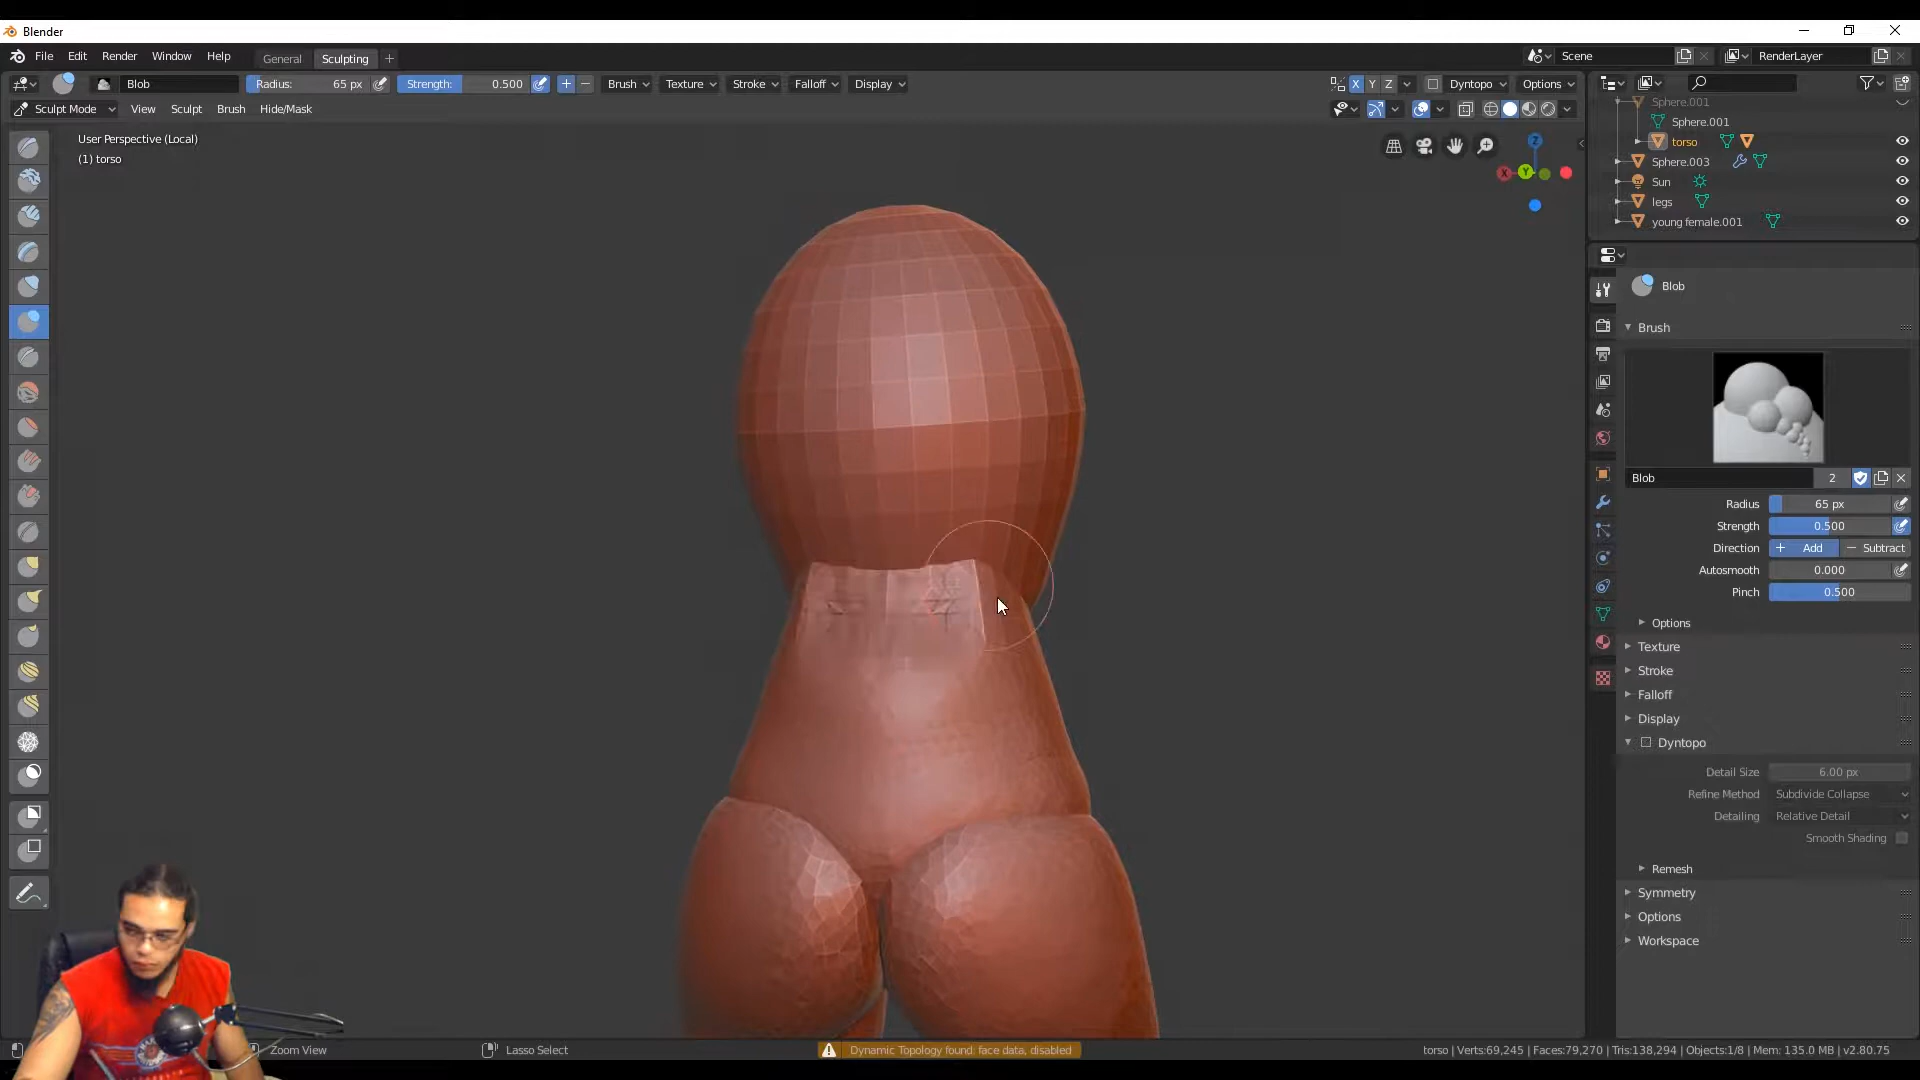 Blender
File Edit Render Window Help General Sculpting + Scene RenderLayer
Blob Radius: 65 px Strength: 0.500 Brush Texture Stroke Falloff Display X Y Z Dyntopo Options
Sculpt Mode View Sculpt Brush Hide/Mask
User Perspective (Local)
(1) torso
Z
X Y
Sphere.001
Sphere.001
torso
Sphere.003
Sun
legs
young female.001
Blob
Brush
Blob 2
Radius 65 px
Strength 0.500
Direction + Add − Subtract
Autosmooth 0.000
Pinch 0.500
Options
Texture
Stroke
Falloff
Display
Dyntopo
Detail Size 6.00 px
Refine Method Subdivide Collapse
Detailing Relative Detail
Smooth Shading
Remesh
Symmetry
Options
Workspace
Zoom View Lasso Select Dynamic Topology found: face data, disabled torso | Verts:69,245 | Faces:79,270 | Tris:138,294 | Objects:1/8 | Mem: 135.0 MB | v2.80.75